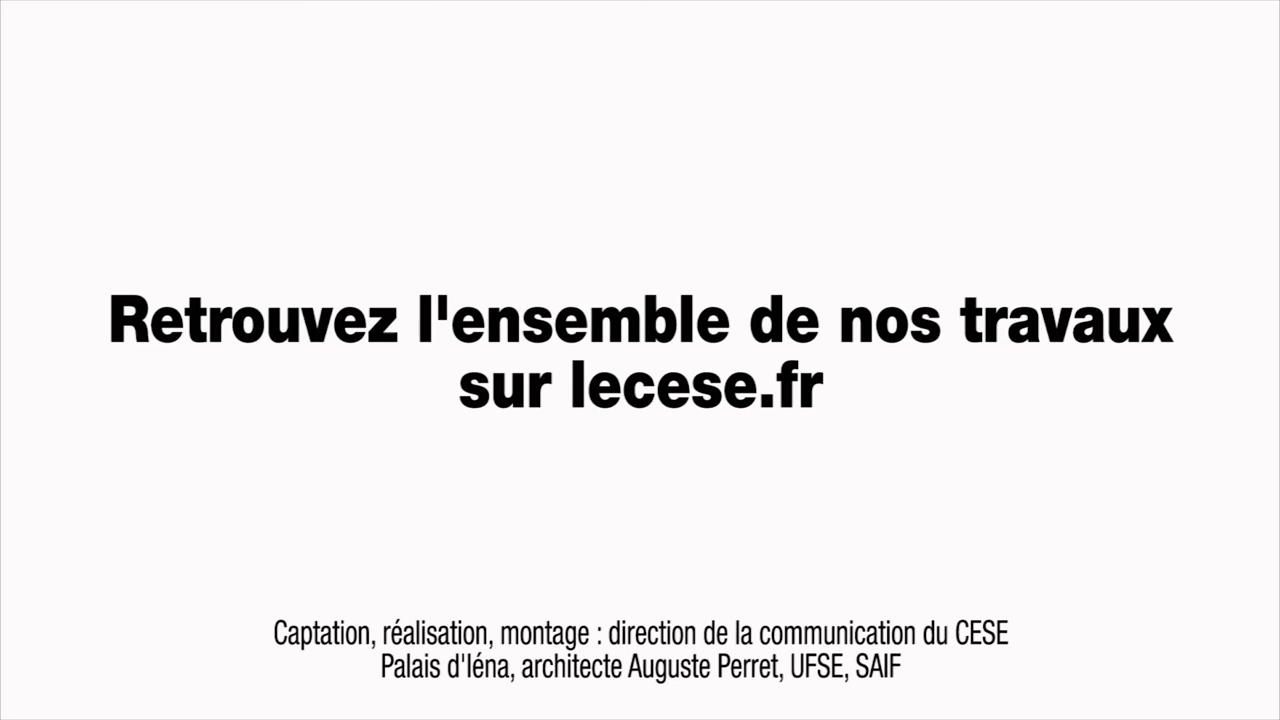 Retrouvez l'ensemble de nos travaux
sur lecese.fr
Captation, réalisation, montage : direction de la communication du CESE
Palais d'Iéna, architecte Auguste Perret, UFSE, SAIF